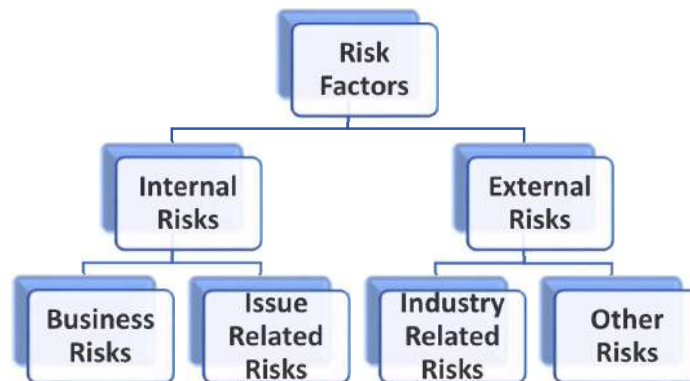 Risk
Factors
Internal
Risks
External
Risks
Business
Risks
Issue
Related
Risks
Industry
Related
Risks
Other
Risks